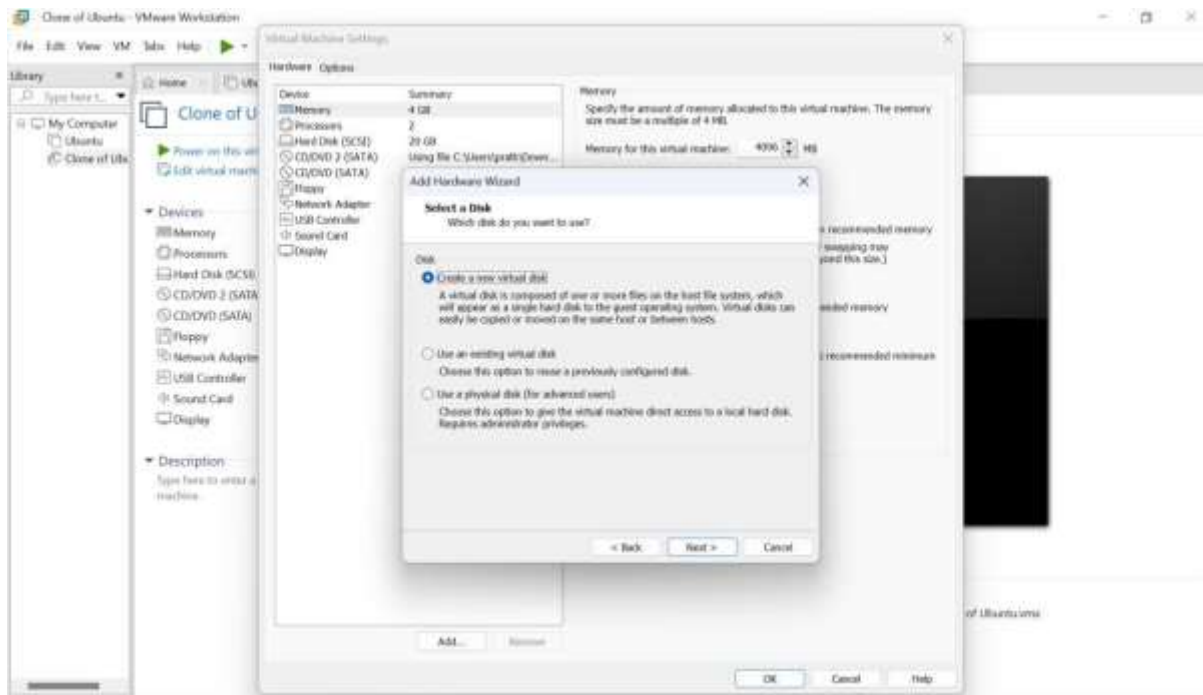 Clone of Ubuntu - VMware Workstation
File Edit View VM Tabs Help
Library
Type here t...
My Computer
Ubuntu
Clone of Ub
Home
Clone of U
Power on this
Edit virtual
Devices
Memory
Processors
Hard Disk (SCSI)
CD/DVD 2 (SATA
CD/DVD (SATA)
Floppy
Network Adapte
USB Controller
Sound Card
Display
Description
Type here to enter a
machine.
Virtual Machine Settings
Hardware Options
Device Summary
Memory 4 GB
Processors 2
Hard Disk (SCSI) 20 GB
CD/DVD 2 (SATA) Using file
CD/DVD (SATA)
Floppy
Network Adapter
USB Controller
Sound Card
Display
Add... Remove
Memory
Specify the amount of memory allocated to this virtual machine. The memory
size must be a multiple of 4 MB.
Memory for this virtual machine: 4096 MB
recommended memory
swapping may
this size.)
memory
recommended minimum
Add Hardware Wizard
Select a Disk
Which disk do you want to use?
Disk
Create a new virtual disk
A virtual disk is composed of one or more files on the host file system, which
will appear as a single hard disk to the guest operating system. Virtual disks can
easily be copied or moved on the same host or between hosts.
Use an existing virtual disk
Choose this option to reuse a previously configured disk.
Use a physical disk (for advanced users)
Choose this option to give the virtual machine direct access to a local hard disk.
Requires administrator privileges.
< Back Next > Cancel
of Ubuntu.vmx
OK Cancel Help